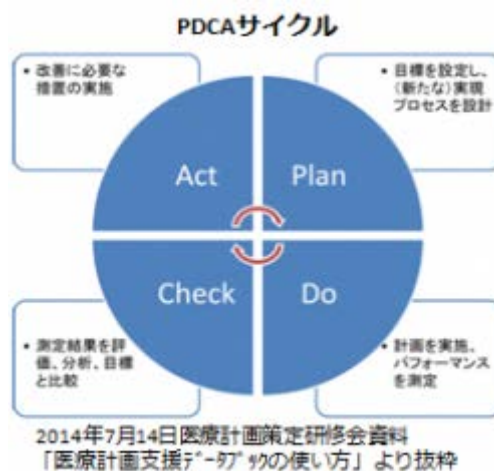 PDCAサイクル
• 改善に必要な
措置の実施
• 目標を設定し、
(新たな)実現
プロセスを設計
Act
Plan
Check
Do
• 測定結果を評
価、分析、目標
と比較
• 計画を実施、
パフォーマンス
を測定
2014年7月14日医療計画策定研修会資料
「医療計画支援ﾃﾞｰﾀﾌﾞｯｸの使い方」より抜粋